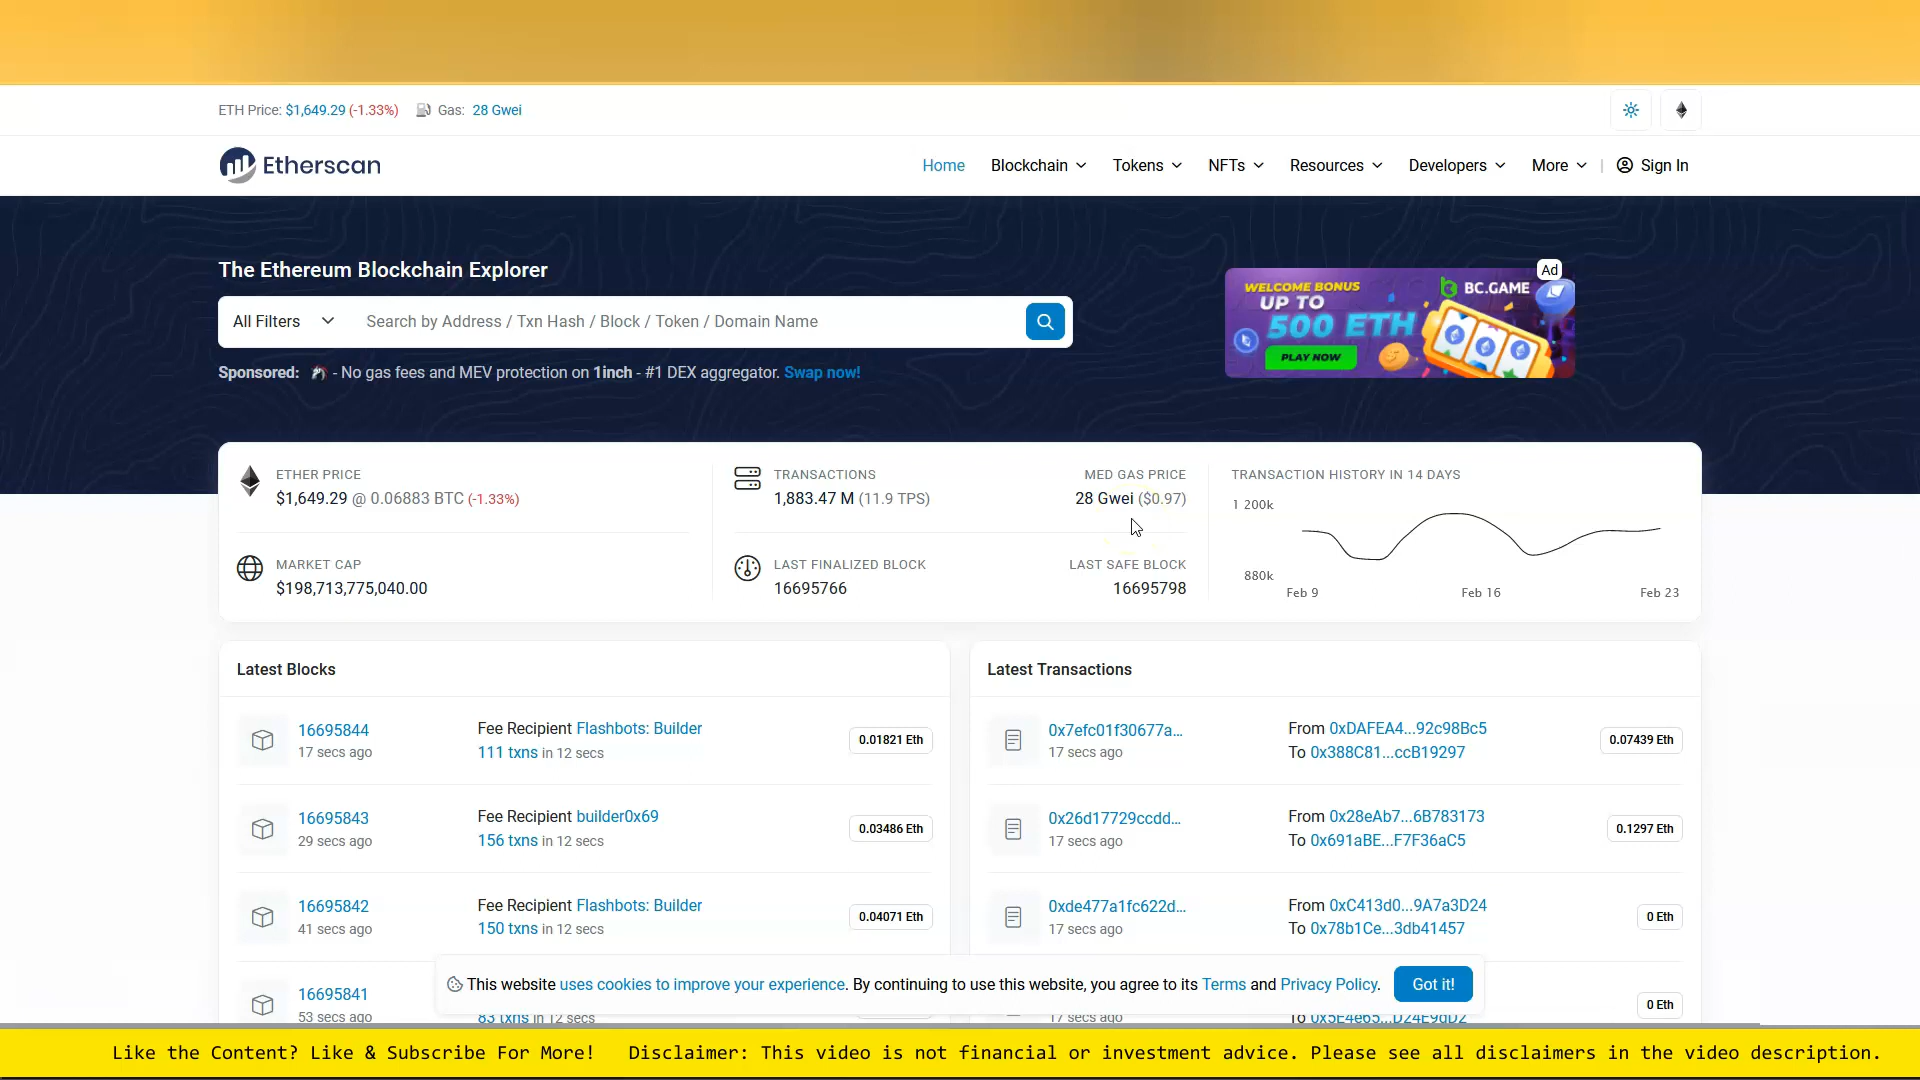 ETH Price: $1,649.29 (-1.33%) Gas: 28 Gwei
Etherscan
Home Blockchain Tokens NFTs Resources Developers More | Sign In
The Ethereum Blockchain Explorer
All Filters Search by Address / Txn Hash / Block / Token / Domain Name
Sponsored: - No gas fees and MEV protection on 1inch - #1 DEX aggregator. Swap now!
Ad
WELCOME BONUS
UP TO
500 ETH
PLAY NOW
BC.GAME
ETHER PRICE
$1,649.29 @ 0.06883 BTC (-1.33%)
MARKET CAP
$198,713,775,040.00
TRANSACTIONS
1,883.47 M (11.9 TPS)
MED GAS PRICE
28 Gwei ($0.97)
LAST FINALIZED BLOCK
16695766
LAST SAFE BLOCK
16695798
TRANSACTION HISTORY IN 14 DAYS
1 200k
880k
Feb 9 Feb 16 Feb 23
Latest Blocks
16695844 Fee Recipient Flashbots: Builder 0.01821 Eth
17 secs ago 111 txns in 12 secs
16695843 Fee Recipient builder0x69 0.03486 Eth
29 secs ago 156 txns in 12 secs
16695842 Fee Recipient Flashbots: Builder 0.04071 Eth
41 secs ago 150 txns in 12 secs
16695841
53 secs ago 83 txns in 12 secs
Latest Transactions
0x7efc01f30677a... From 0xDAFEA4...92c98Bc5 0.07439 Eth
17 secs ago To 0x388C81...ccB19297
0x26d17729ccdd... From 0x28eAb7...6B783173 0.1297 Eth
17 secs ago To 0x691aBE...F7F36aC5
0xde477a1fc622d... From 0xC413d0...9A7a3D24 0 Eth
17 secs ago To 0x78b1Ce...3db41457
0 Eth
17 secs ago To 0x5E4e65...D24E9dD2
This website uses cookies to improve your experience. By continuing to use this website, you agree to its Terms and Privacy Policy. Got it!
Like the Content? Like & Subscribe For More! Disclaimer: This video is not financial or investment advice. Please see all disclaimers in the video description.